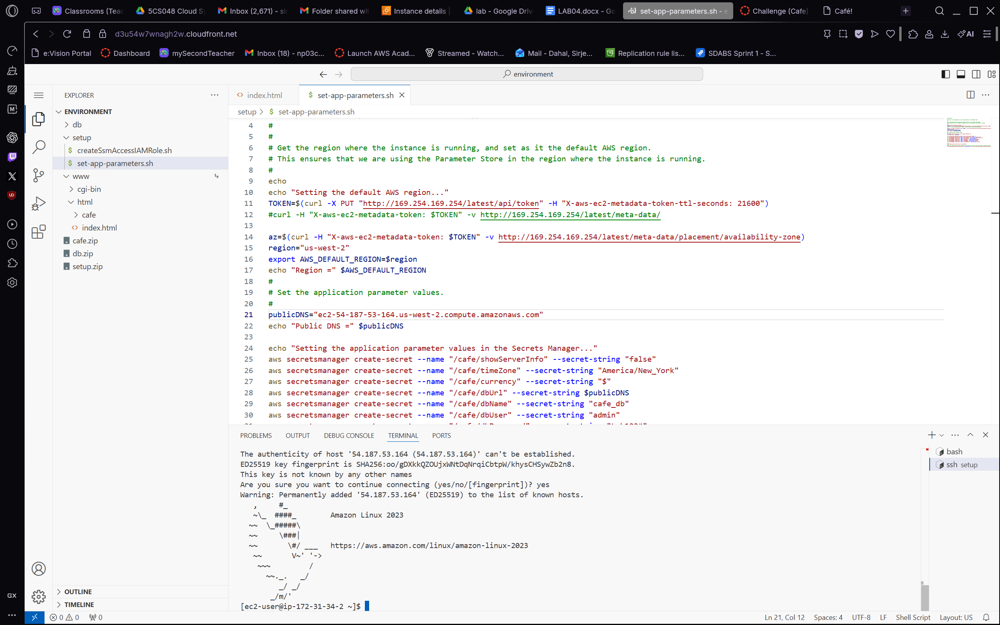 Classrooms (Teac
5CS048 Cloud Sy
Inbox (2,671) - sir
Folder shared wit
Instance details
lab - Google Driv
LAB04.docx - Go
set-app-parameters.sh - e
Challenge (Cafe)
Café!
d3u54w7wnagh2w.cloudfront.net
AI
e:Vision Portal
Dashboard
mySecondTeacher
Inbox (18) - np03c...
Launch AWS Acad...
Streamed - Watch...
Mail - Dahal, Sirje...
Replication rule lis...
SDABS Sprint 1 - S...
environment
EXPLORER
ENVIRONMENT
db
setup
$ createSsmAccessIAMRole.sh
$ set-app-parameters.sh
www
cgi-bin
html
cafe
<> index.html
cafe.zip
db.zip
setup.zip
OUTLINE
TIMELINE
<> index.html
$ set-app-parameters.sh
setup > $ set-app-parameters.sh
4 #
5 #
6 # Get the region where the instance is running, and set as it the default AWS region.
7 # This ensures that we are using the Parameter Store in the region where the instance is running.
8 #
9 echo
10 echo "Setting the default AWS region..."
11 TOKEN=$(curl -X PUT "http://169.254.169.254/latest/api/token" -H "X-aws-ec2-metadata-token-ttl-seconds: 21600")
12 #curl -H "X-aws-ec2-metadata-token: $TOKEN" -v http://169.254.169.254/latest/meta-data/
13
14 az=$(curl -H "X-aws-ec2-metadata-token: $TOKEN" -v http://169.254.169.254/latest/meta-data/placement/availability-zone)
15 region="us-west-2"
16 export AWS_DEFAULT_REGION=$region
17 echo "Region =" $AWS_DEFAULT_REGION
18 #
19 # Set the application parameter values.
20 #
21 publicDNS="ec2-54-187-53-164.us-west-2.compute.amazonaws.com"
22 echo "Public DNS =" $publicDNS
23
24 echo "Setting the application parameter values in the Secrets Manager..."
25 aws secretsmanager create-secret --name "/cafe/showServerInfo" --secret-string "false"
26 aws secretsmanager create-secret --name "/cafe/timeZone" --secret-string "America/New_York"
27 aws secretsmanager create-secret --name "/cafe/currency" --secret-string "$"
28 aws secretsmanager create-secret --name "/cafe/dbUrl" --secret-string $publicDNS
29 aws secretsmanager create-secret --name "/cafe/dbName" --secret-string "cafe_db"
30 aws secretsmanager create-secret --name "/cafe/dbUser" --secret-string "admin"
PROBLEMS OUTPUT DEBUG CONSOLE TERMINAL PORTS
The authenticity of host '54.187.53.164 (54.187.53.164)' can't be established.
ED25519 key fingerprint is SHA256:oo/gDXkkQZOUjxWNtDqNrqiCbtpW/khysCHSywZb2n8.
This key is not known by any other names
Are you sure you want to continue connecting (yes/no/[fingerprint])? yes
Warning: Permanently added '54.187.53.164' (ED25519) to the list of known hosts.
   ,     #_
   ~\_  ####_        Amazon Linux 2023
  ~~  \_#####\
  ~~     \###|
  ~~       \#/ ___   https://aws.amazon.com/linux/amazon-linux-2023
   ~~       V~' '->
    ~~~         /
      ~~._.   _/
         _/ _/
       _/m/'
[ec2-user@ip-172-31-34-2 ~]$
bash
ssh setup
GX
0 0 0
Ln 21, Col 12
Spaces: 4
UTF-8
LF
Shell Script
Layout: US